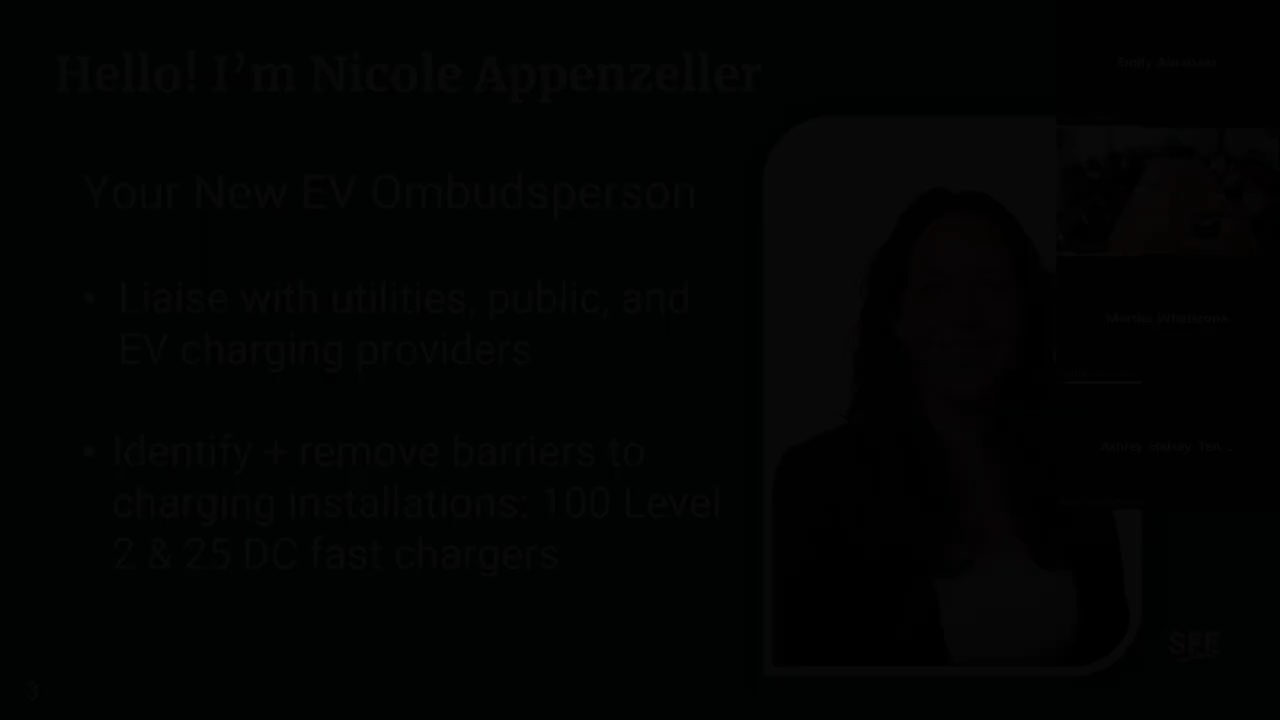 Hello! I'm Nicole Appenzeller
Your New EV Ombudsperson
• Liaise with utilities, public, and
EV charging providers
• Identify + remove barriers to
charging installations: 100 Level
2 & 25 DC fast chargers
3